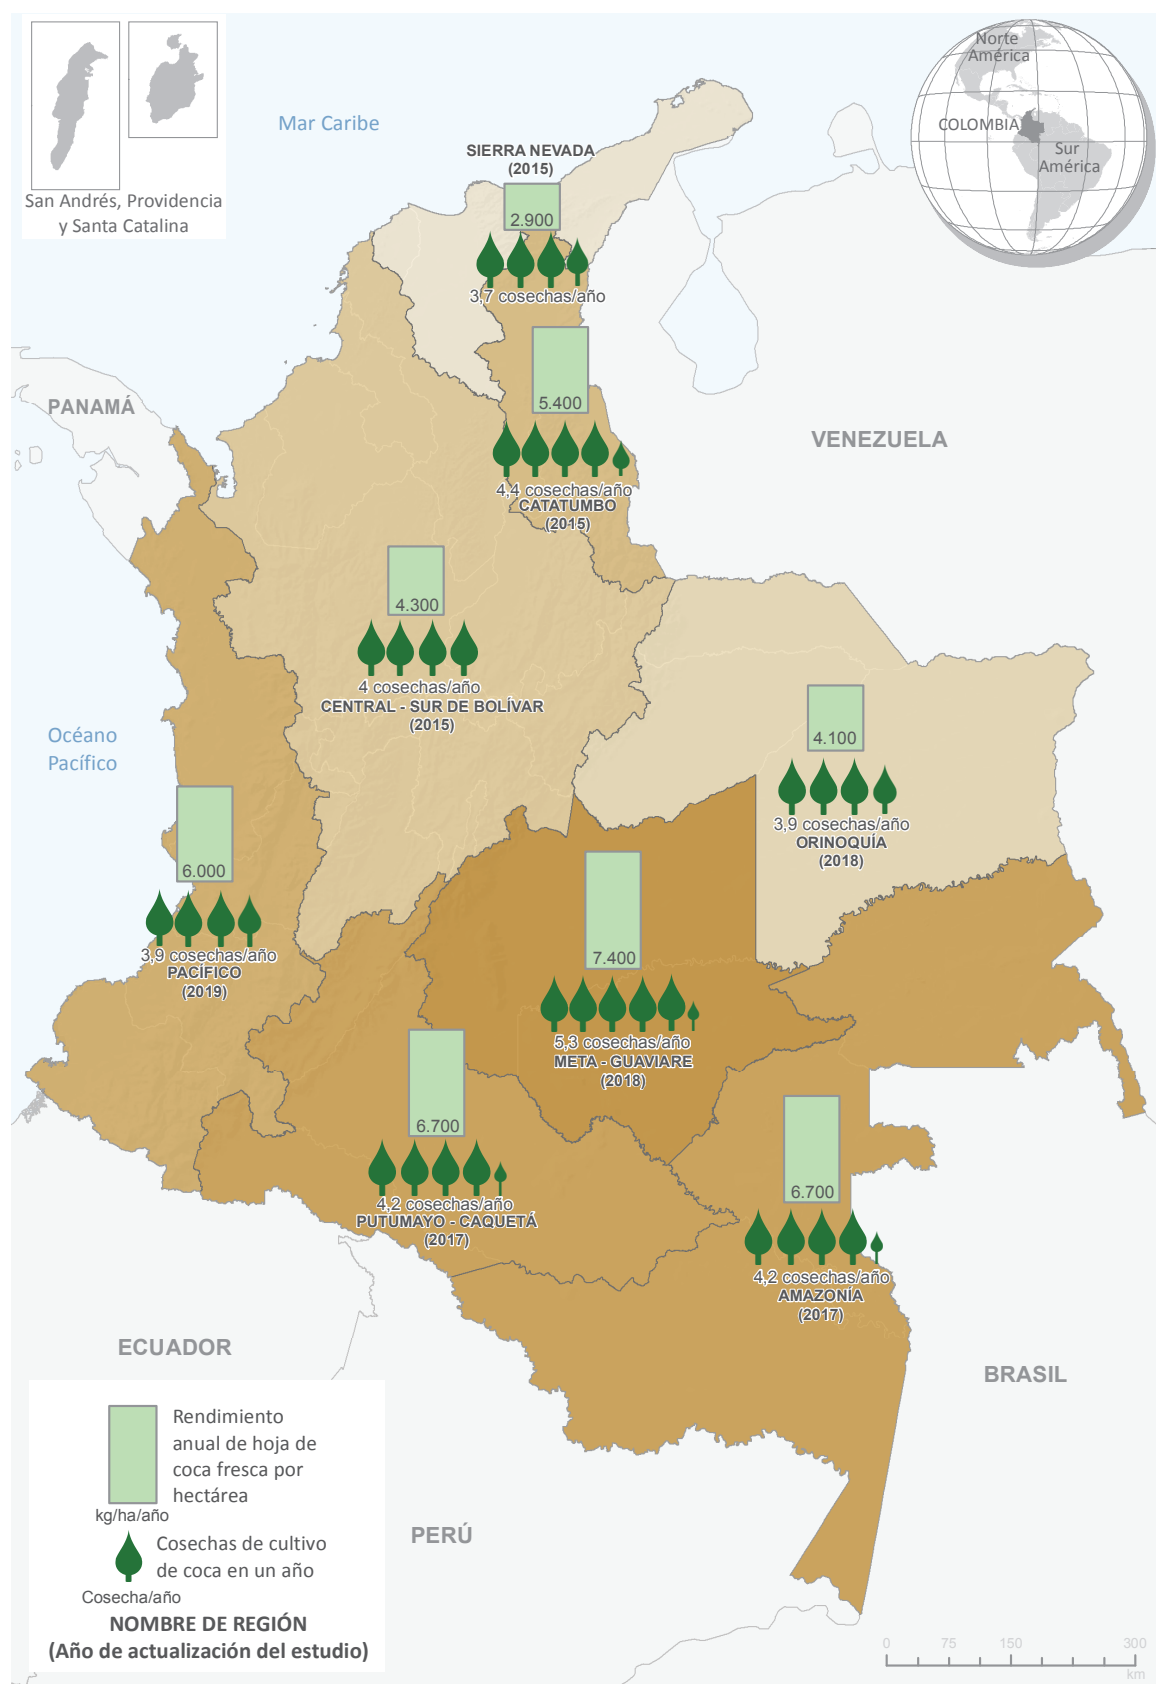 Norte
América
COLOMBIA
Sur
América
Mar Caribe
San Andrés, Providencia
y Santa Catalina
SIERRA NEVADA
(2015)
2.900
3,7 cosechas/año
5.400
4,4 cosechas/año
CATATUMBO
(2015)
PANAMÁ
VENEZUELA
4.300
4 cosechas/año
CENTRAL - SUR DE BOLÍVAR
(2015)
4.100
3,9 cosechas/año
ORINOQUÍA
(2018)
Océano
Pacífico
6.000
3,9 cosechas/año
PACÍFICO
(2019)
7.400
5,3 cosechas/año
META - GUAVIARE
(2018)
6.700
4,2 cosechas/año
PUTUMAYO - CAQUETÁ
(2017)
6.700
4,2 cosechas/año
AMAZONÍA
(2017)
ECUADOR
BRASIL
PERÚ
Rendimiento
anual de hoja de
coca fresca por
hectárea
kg/ha/año
Cosechas de cultivo
de coca en un año
Cosecha/año
NOMBRE DE REGIÓN
(Año de actualización del estudio)
0 75 150 300
km